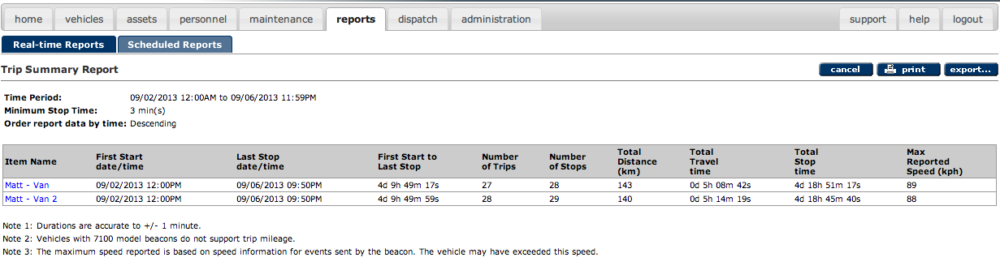 home vehicles assets personnel maintenance reports dispatch administration support help logout
Real-time Reports Scheduled Reports
Trip Summary Report cancel print export...
Time Period: 09/02/2013 12:00AM to 09/06/2013 11:59PM
Minimum Stop Time: 3 min(s)
Order report data by time: Descending
Item Name First Start date/time Last Stop date/time First Start to Last Stop Number of Trips Number of Stops Total Distance (km) Total Travel time Total Stop time Max Reported Speed (kph)
Matt - Van 09/02/2013 12:00PM 09/06/2013 09:50PM 4d 9h 49m 17s 27 28 143 0d 5h 08m 42s 4d 18h 51m 17s 89
Matt - Van 2 09/02/2013 12:00PM 09/06/2013 09:50PM 4d 9h 49m 59s 28 29 140 0d 5h 14m 19s 4d 18h 45m 40s 88
Note 1: Durations are accurate to +/- 1 minute.
Note 2: Vehicles with 7100 model beacons do not support trip mileage.
Note 3: The maximum speed reported is based on speed information for events sent by the beacon. The vehicle may have exceeded this speed.